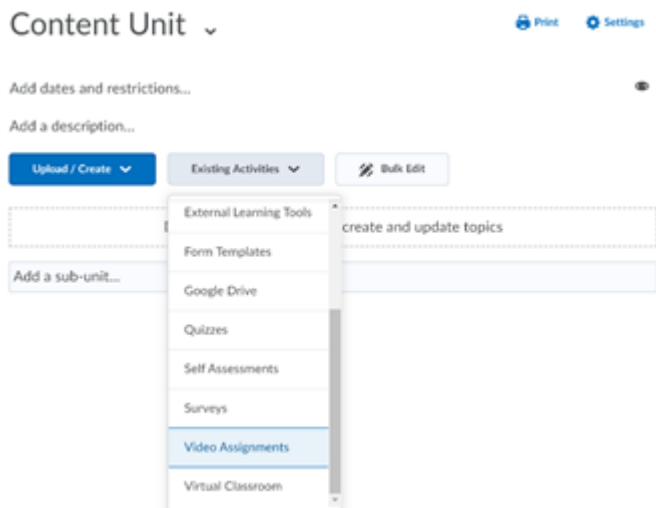 Content Unit
Print
Settings
Add dates and restrictions...
Add a description...
Upload / Create
Existing Activities
Bulk Edit
External Learning Tools
create and update topics
Form Templates
Add a sub-unit...
Google Drive
Quizzes
Self Assessments
Surveys
Video Assignments
Virtual Classroom